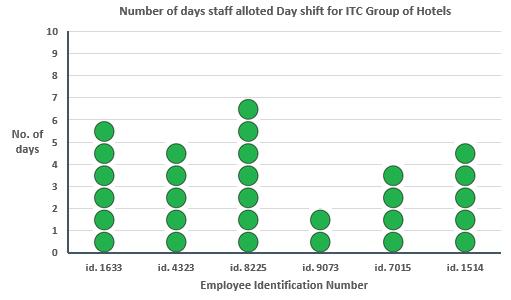 Number of days staff alloted Day shift for ITC Group of Hotels
10
9
8
7
6
5
4
3
2
1
0
No. of
days
id. 1633 id. 4323 id. 8225 id. 9073 id. 7015 id. 1514
Employee Identification Number